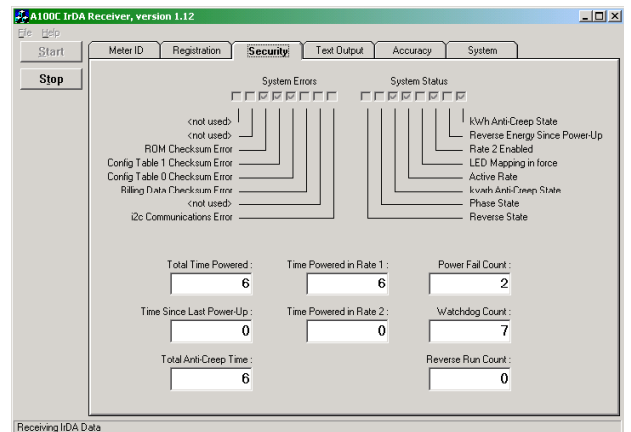 A100C IrDA Receiver, version 1.12
File Help
Start
Stop
Meter ID Registration Security Text Output Accuracy System
System Errors System Status
<not used>
<not used>
ROM Checksum Error
Config Table 1 Checksum Error
Config Table 0 Checksum Error
Billing Data Checksum Error
<not used>
i2c Communications Error
kWh Anti-Creep State
Reverse Energy Since Power-Up
Rate 2 Enabled
LED Mapping in force
Active Rate
kvarh Anti-Creep State
Phase State
Reverse State
Total Time Powered : Time Powered in Rate 1 : Power Fail Count :
6 6 2
Time Since Last Power-Up : Time Powered in Rate 2 : Watchdog Count :
0 0 7
Total Anti-Creep Time : Reverse Run Count :
6 0
Receiving IrDA Data